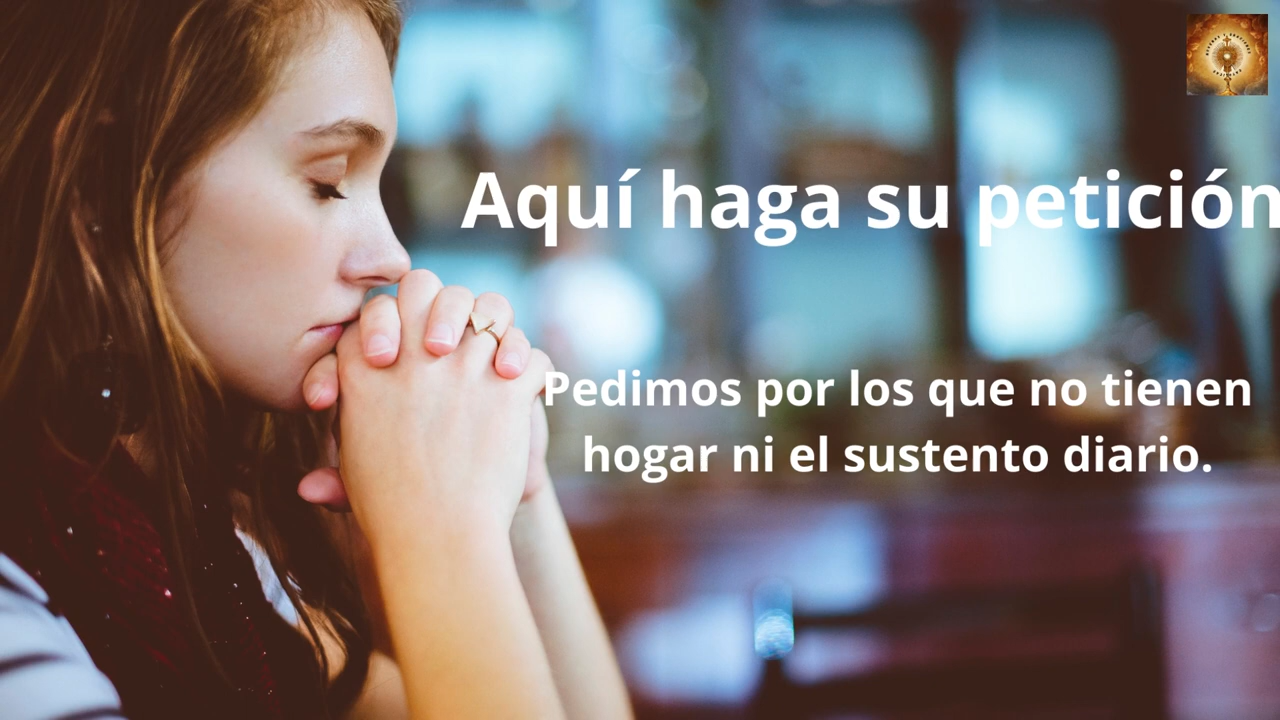 Aquí haga su petición
Pedimos por los que no tienen
hogar ni el sustento diario.